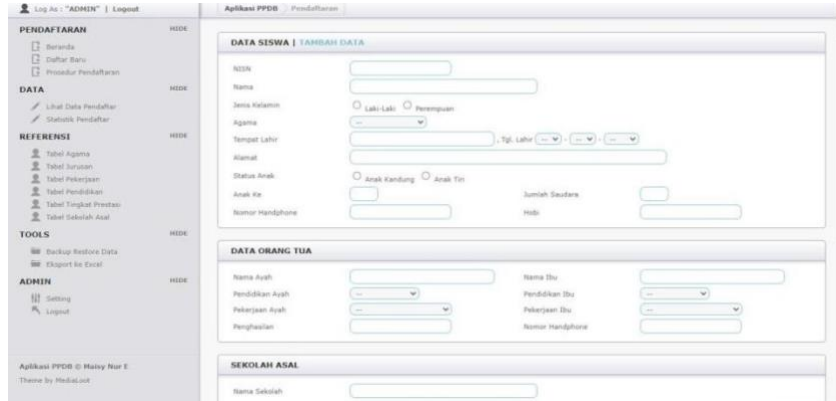 Log As : "ADMIN" | Logout
PENDAFTARAN HIDE
Beranda
Daftar Baru
Prosedur Pendaftaran
DATA HIDE
Lihat Data Pendaftar
Statistik Pendaftar
REFERENSI HIDE
Tabel Agama
Tabel Jurusan
Tabel Pekerjaan
Tabel Pendidikan
Tabel Tingkat Prestasi
Tabel Sekolah Asal
TOOLS HIDE
Backup Restore Data
Eksport ke Excel
ADMIN HIDE
Setting
Logout
Aplikasi PPDB © Maisy Nur E
Theme by MediaLoot
Aplikasi PPDB Pendaftaran
DATA SISWA | TAMBAH DATA
NISN
Nama
Jenis Kelamin Laki-Laki Perempuan
Agama --
Tempat Lahir , Tgl. Lahir -- - -- - --
Alamat
Status Anak Anak Kandung Anak Tiri
Anak Ke Jumlah Saudara
Nomor Handphone Hobi
DATA ORANG TUA
Nama Ayah Nama Ibu
Pendidikan Ayah -- Pendidikan Ibu --
Pekerjaan Ayah -- Pekerjaan Ibu --
Penghasilan Nomor Handphone
SEKOLAH ASAL
Nama Sekolah